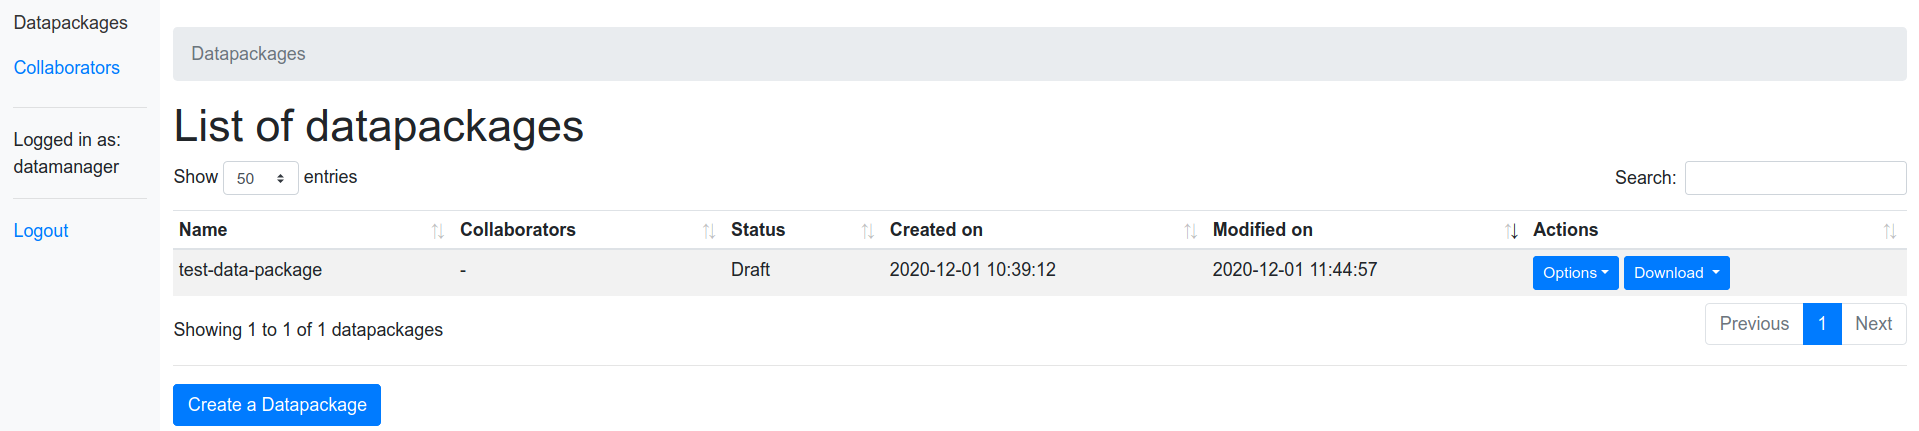 Datapackages
Collaborators
Logged in as:
datamanager
Logout
Datapackages
List of datapackages
Show 50 entries
Search:
Name Collaborators Status Created on Modified on Actions
test-data-package - Draft 2020-12-01 10:39:12 2020-12-01 11:44:57 Options Download
Showing 1 to 1 of 1 datapackages
Previous 1 Next
Create a Datapackage